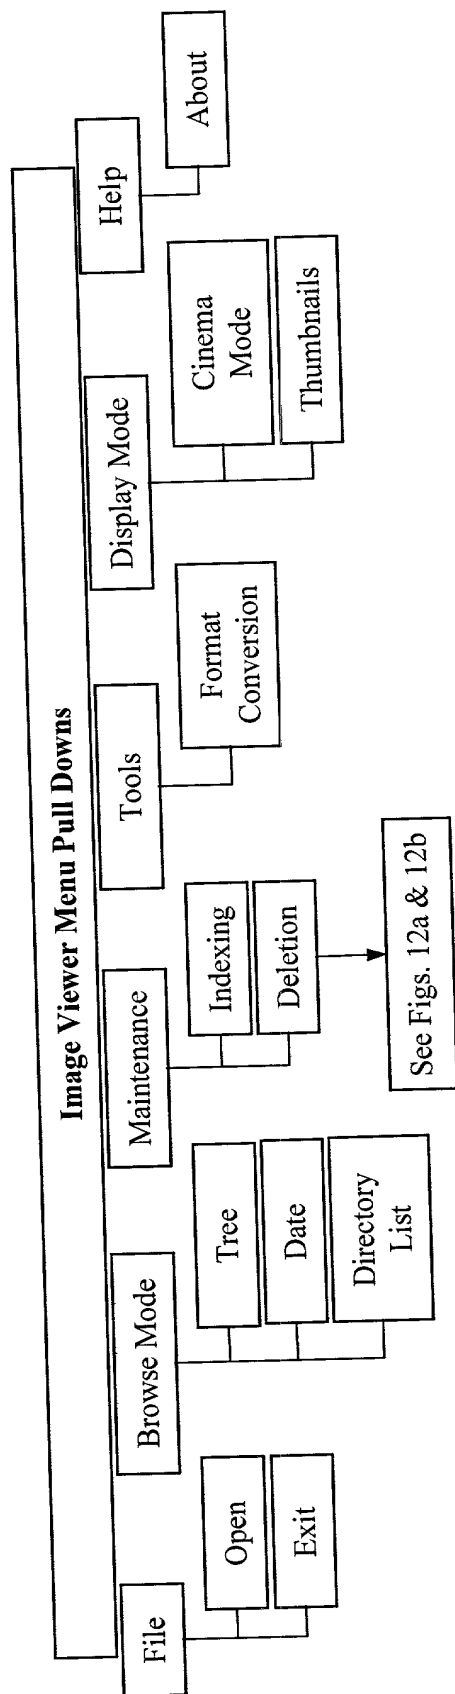 Image Viewer Menu Pull Downs
File
Open
Exit
Browse Mode
Tree
Date
Directory
List
Maintenance
Indexing
Deletion
See Figs. 12a & 12b
Tools
Format
Conversion
Display Mode
Cinema
Mode
Thumbnails
Help
About